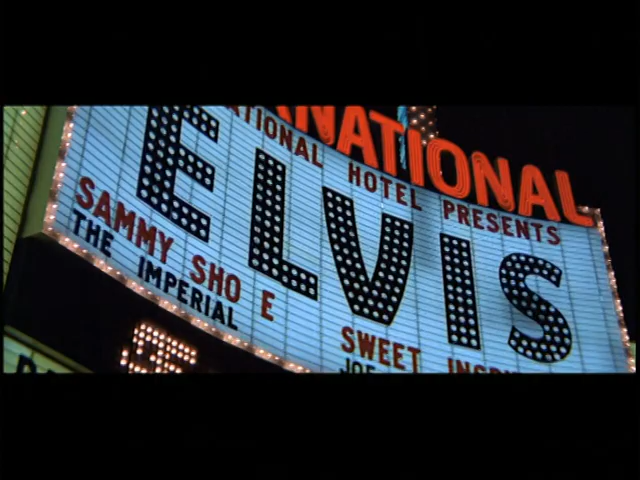 NATIONAL
NATIONAL HOTEL PRESENTS
ELVIS
SAMMY SHO E SWEET
THE IMPERIAL